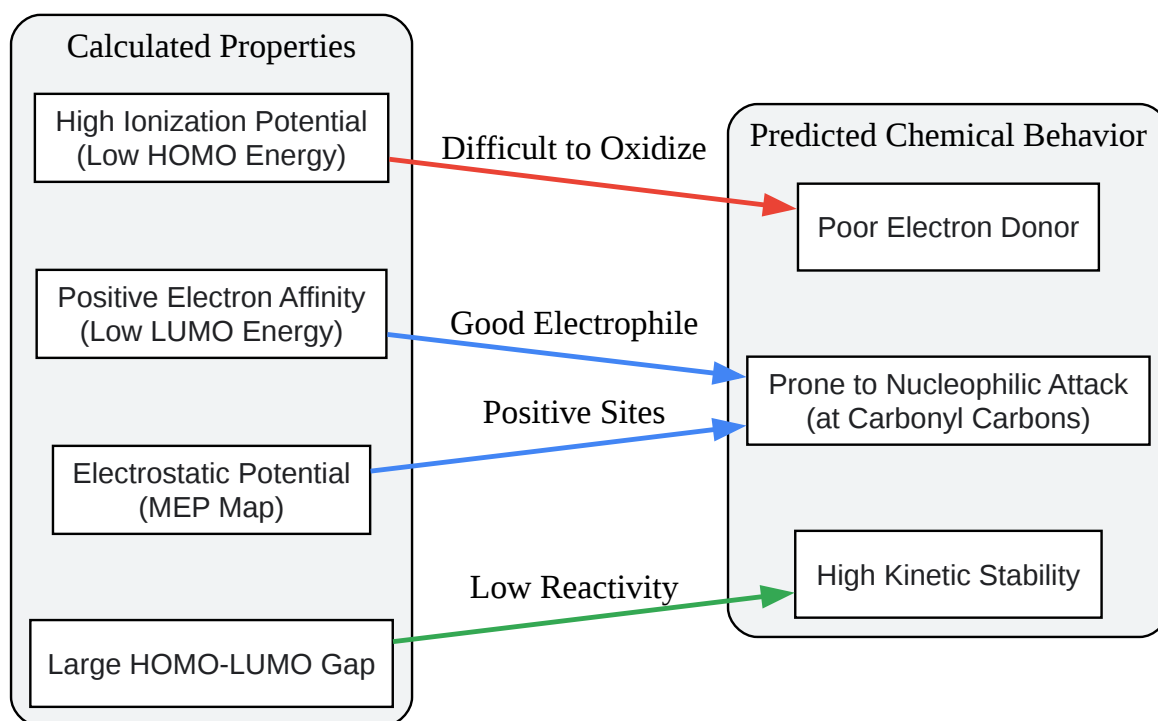 Calculated Properties
High Ionization Potential
(Low HOMO Energy)
Positive Electron Affinity
(Low LUMO Energy)
Electrostatic Potential
(MEP Map)
Large HOMO-LUMO Gap
Difficult to Oxidize
Good Electrophile
Positive Sites
Low Reactivity
Predicted Chemical Behavior
Poor Electron Donor
Prone to Nucleophilic Attack
(at Carbonyl Carbons)
High Kinetic Stability